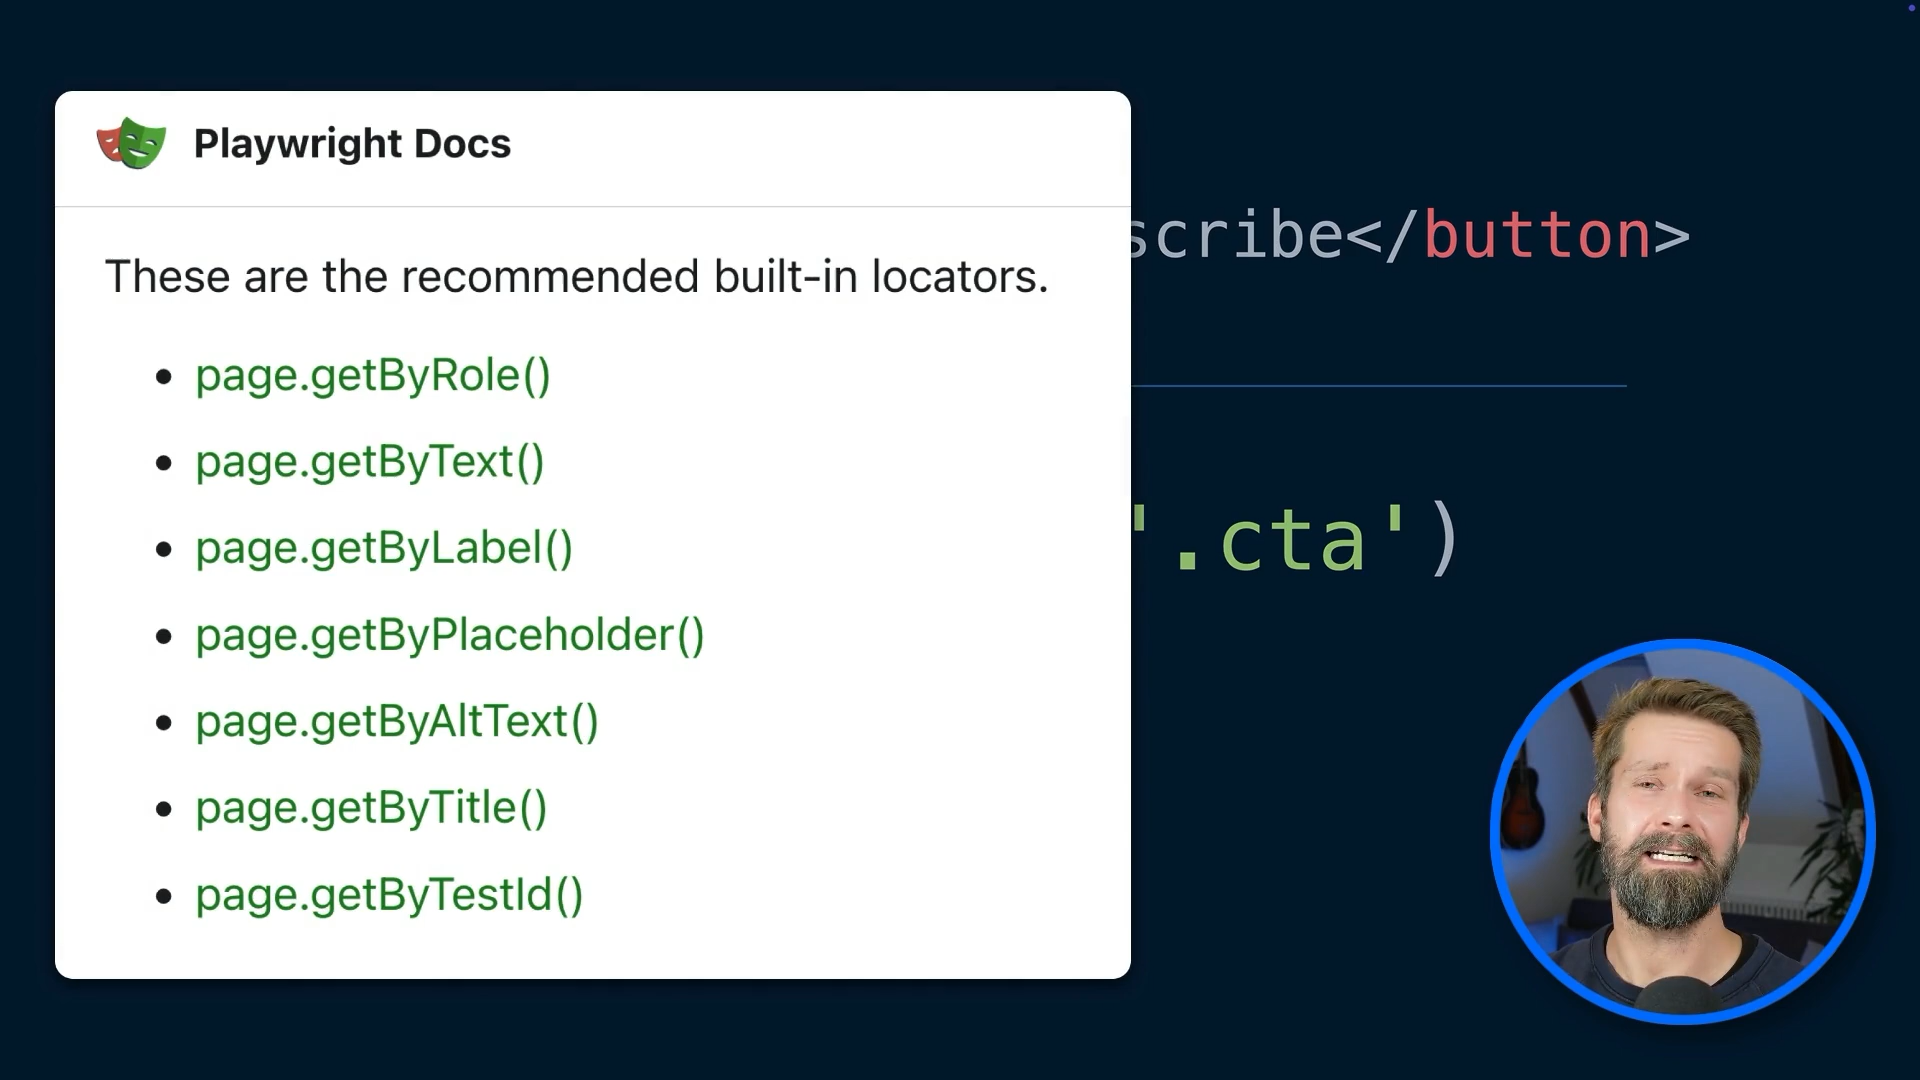 Playwright Docs
These are the recommended built-in locators.
scribe</button>
• page.getByRole()
• page.getByText()
• page.getByLabel()
'.cta')
• page.getByPlaceholder()
• page.getByAltText()
• page.getByTitle()
• page.getByTestId()